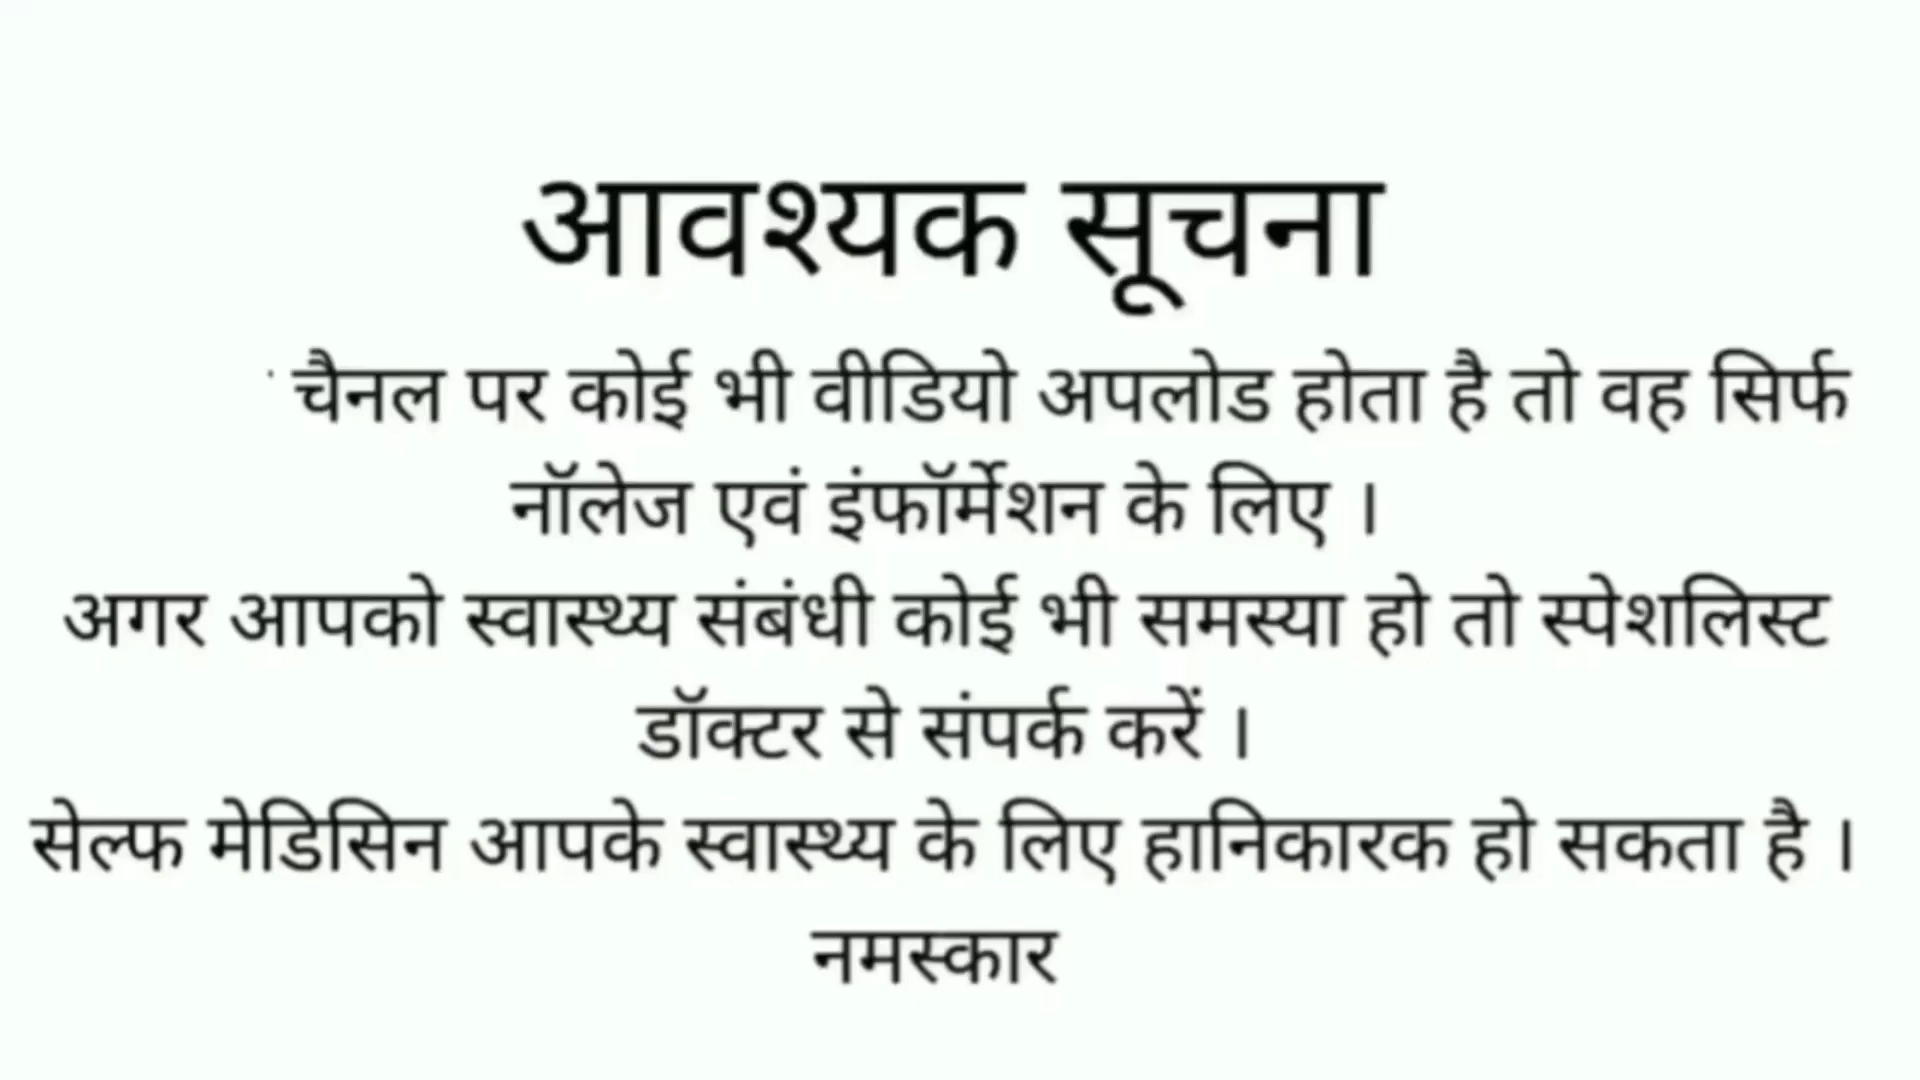 आवश्यक सूचना
चैनल पर कोई भी वीडियो अपलोड होता है तो वह सिर्फ
नॉलेज एवं इंफॉर्मेशन के लिए ।
अगर आपको स्वास्थ्य संबंधी कोई भी समस्या हो तो स्पेशलिस्ट
डॉक्टर से संपर्क करें ।
सेल्फ मेडिसिन आपके स्वास्थ्य के लिए हानिकारक हो सकता है ।
नमस्कार